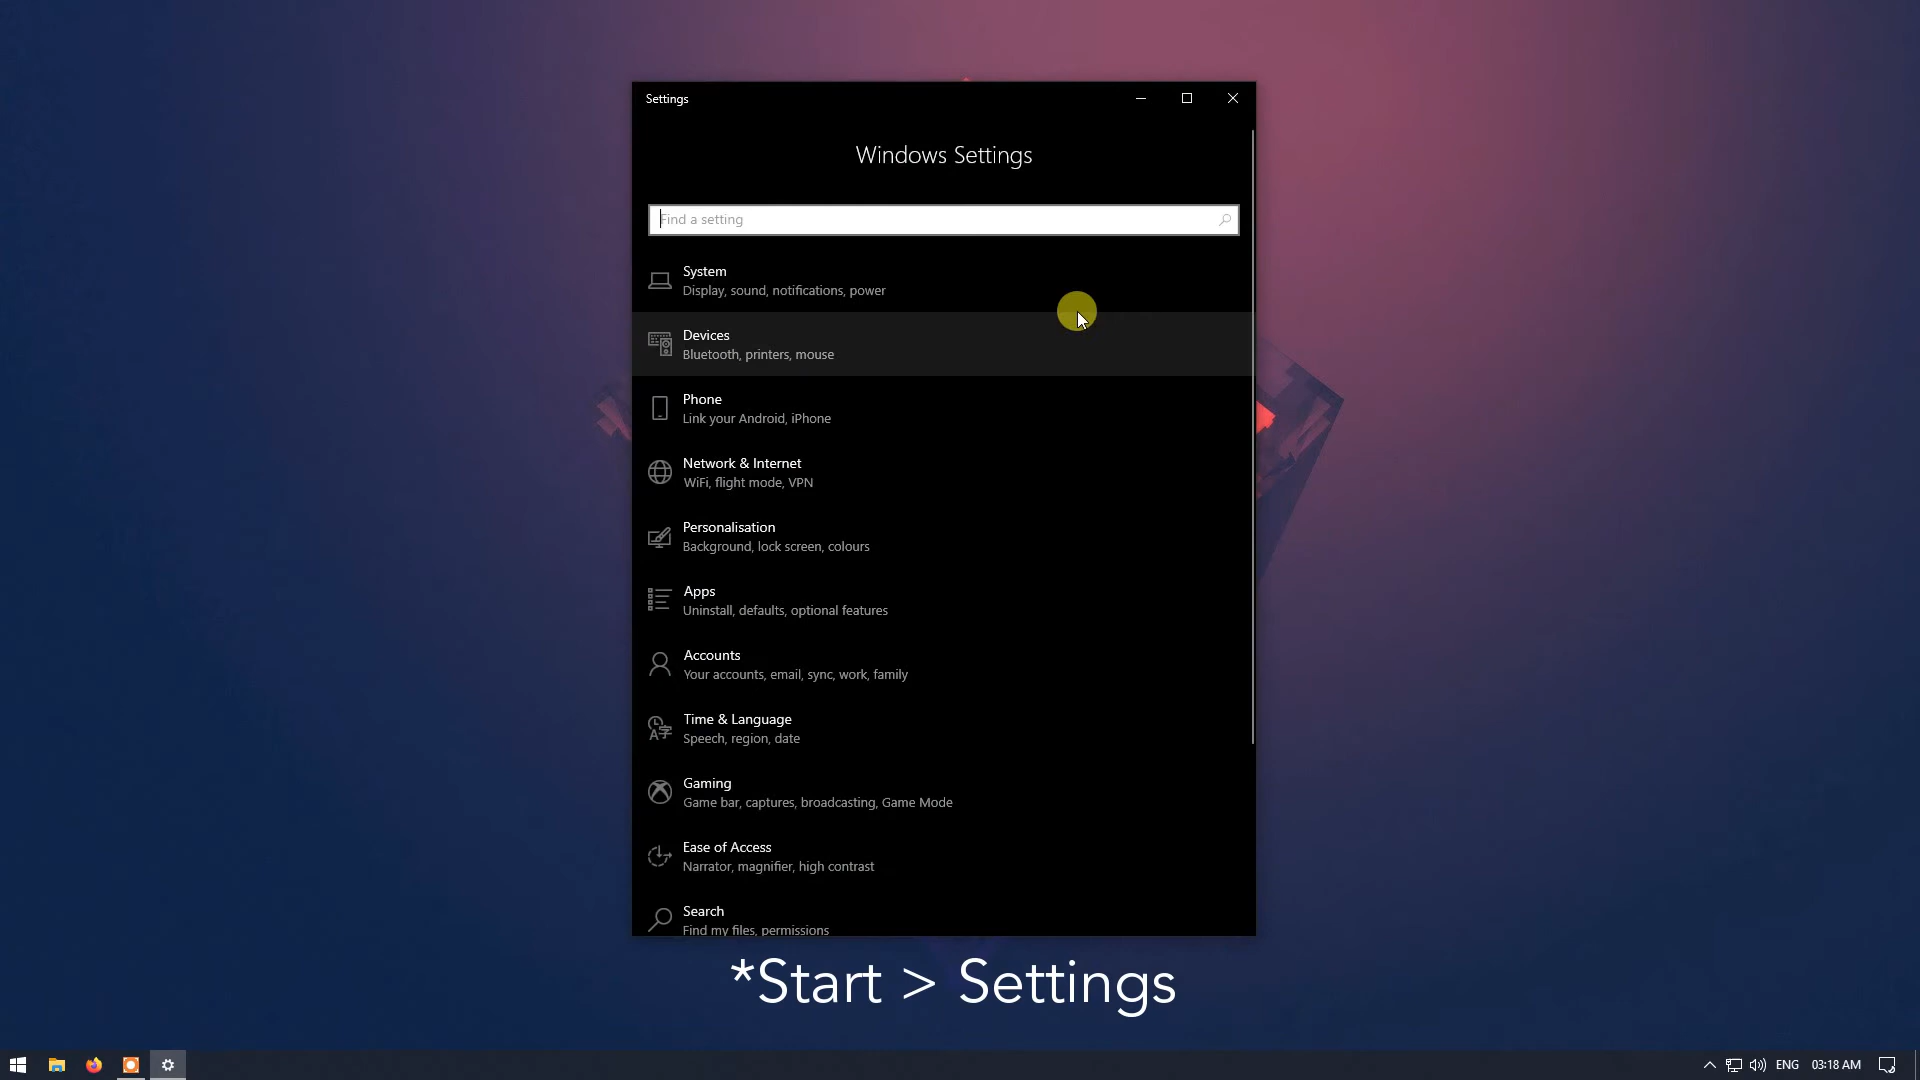 Settings
Windows Settings
Find a setting
System
Display, sound, notifications, power
Devices
Bluetooth, printers, mouse
Phone
Link your Android, iPhone
Network & Internet
WiFi, flight mode, VPN
Personalisation
Background, lock screen, colours
Apps
Uninstall, defaults, optional features
Accounts
Your accounts, email, sync, work, family
Time & Language
Speech, region, date
Gaming
Game bar, captures, broadcasting, Game Mode
Ease of Access
Narrator, magnifier, high contrast
Search
Find my files, permissions
*Start > Settings
ENG 03:18 AM